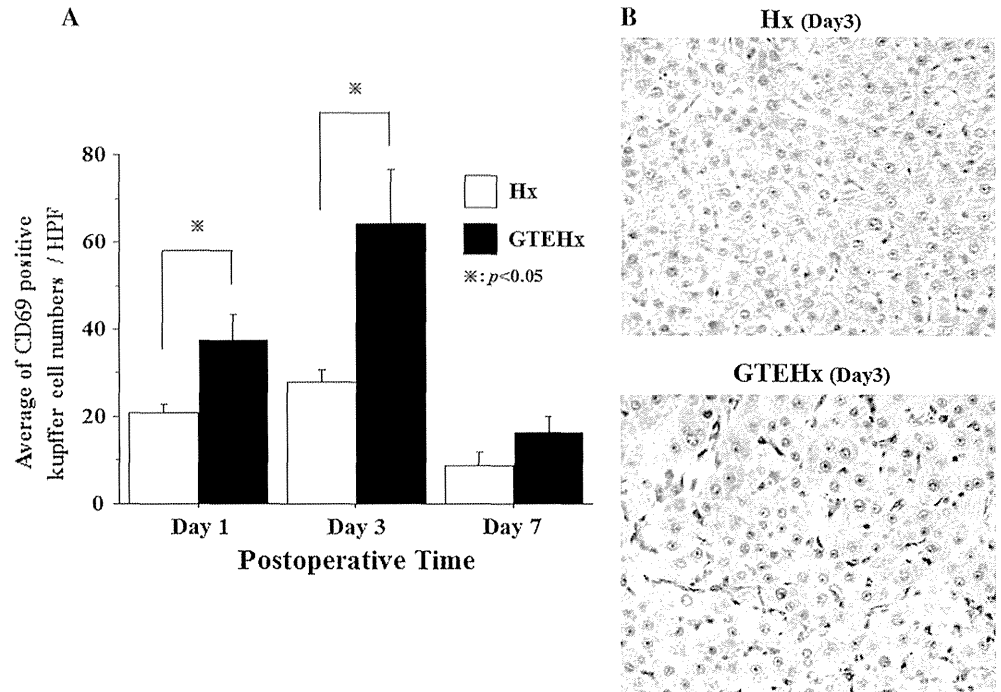 A
Average of CD69 positive
kupffer cell numbers / HPF
80
60
40
20
0
※
※
Hx
GTEHx
※: p<0.05
Day 1
Day 3
Day 7
Postoperative Time
B
Hx (Day3)
GTEHx (Day3)